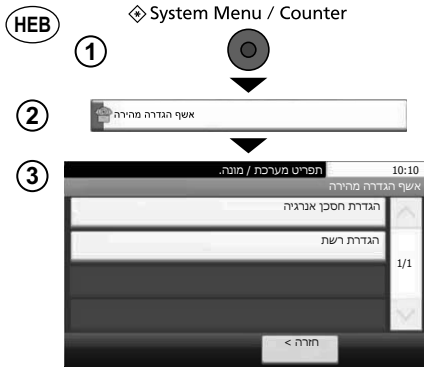 HEB
System Menu / Counter
1
2
אשף הגדרה מהירה
3
תפריט מערכת / מונה.
10:10
אשף הגדרה מהירה
הגדרת חסכן אנרגיה
הגדרת רשת
1/1
חזרה >